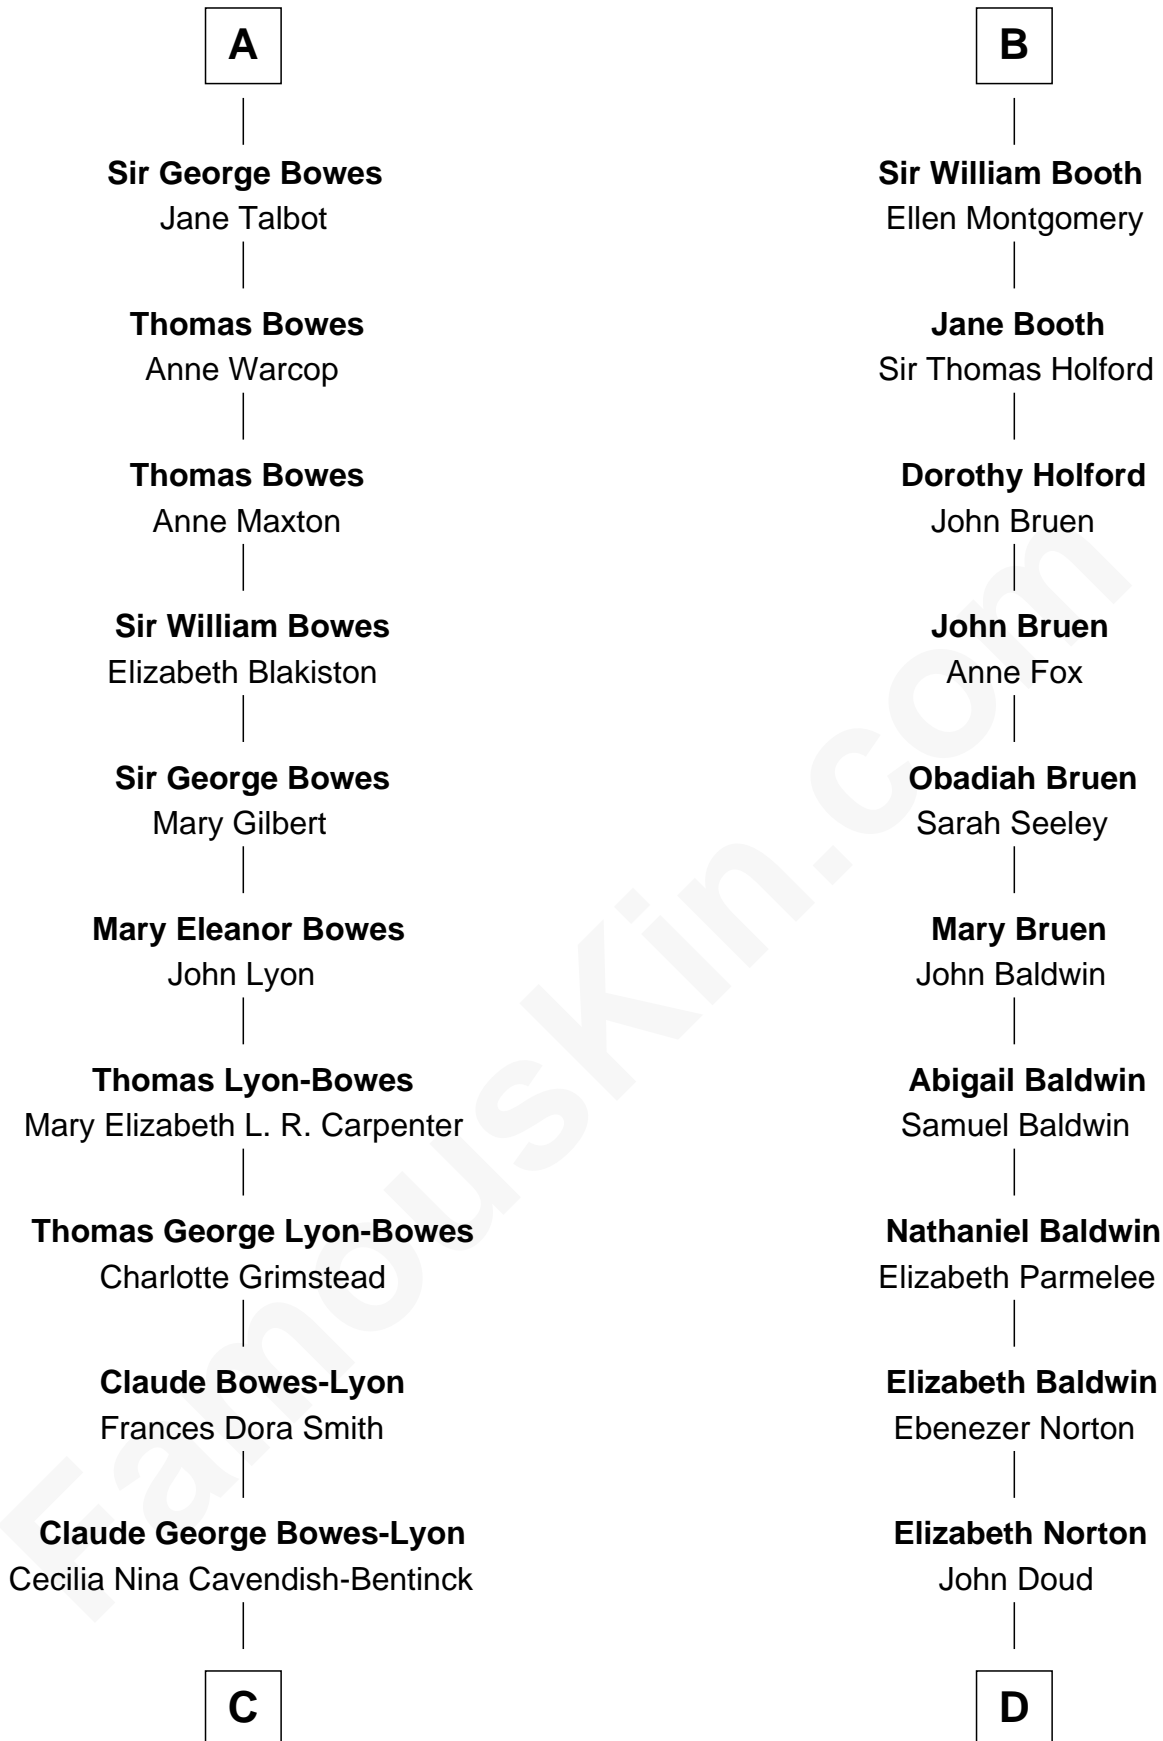 A
Sir George Bowes
Jane Talbot
Thomas Bowes
Anne Warcop
Thomas Bowes
Anne Maxton
Sir William Bowes
Elizabeth Blakiston
Sir George Bowes
Mary Gilbert
Mary Eleanor Bowes
John Lyon
Thomas Lyon-Bowes
Mary Elizabeth L. R. Carpenter
Thomas George Lyon-Bowes
Charlotte Grimstead
Claude Bowes-Lyon
Frances Dora Smith
Claude George Bowes-Lyon
Cecilia Nina Cavendish-Bentinck
C
B
Sir William Booth
Ellen Montgomery
Jane Booth
Sir Thomas Holford
Dorothy Holford
John Bruen
John Bruen
Anne Fox
Obadiah Bruen
Sarah Seeley
Mary Bruen
John Baldwin
Abigail Baldwin
Samuel Baldwin
Nathaniel Baldwin
Elizabeth Parmelee
Elizabeth Baldwin
Ebenezer Norton
Elizabeth Norton
John Doud
D
FamousKin.com